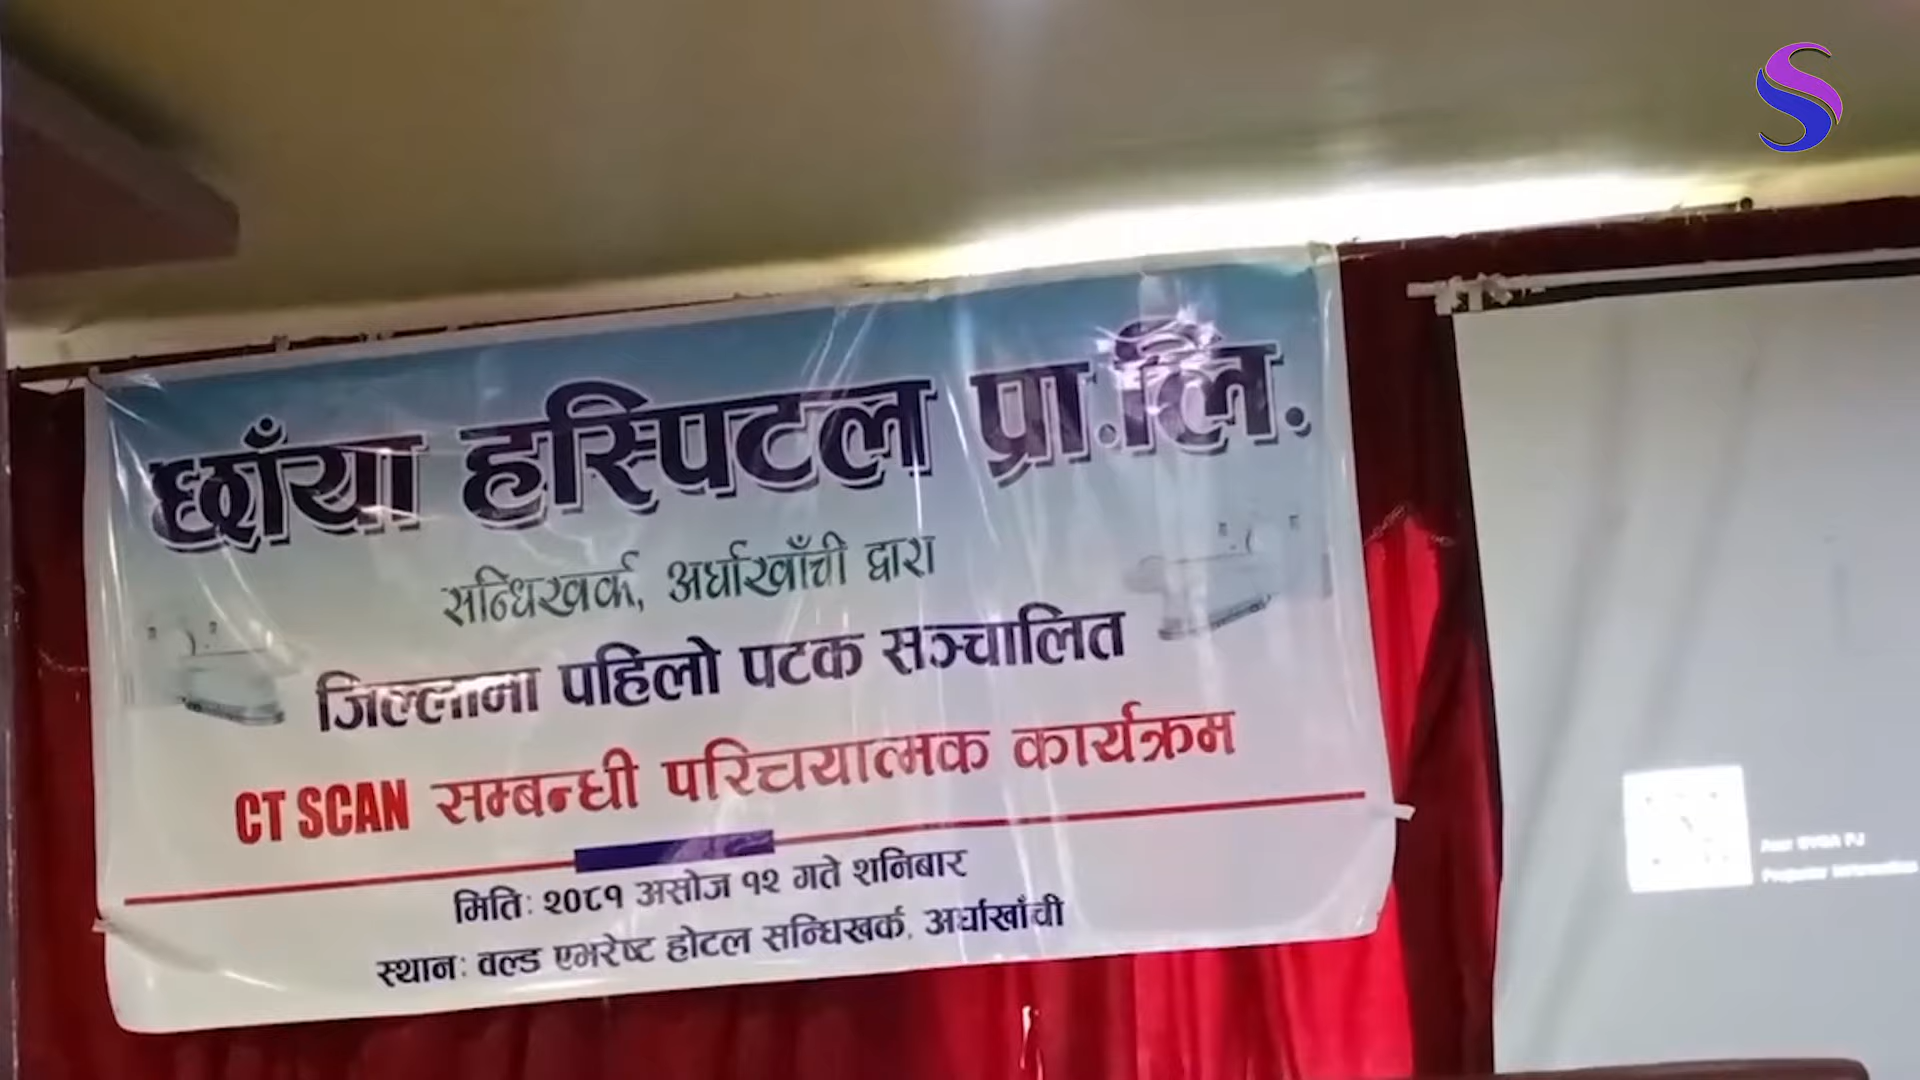 छाँया हस्पिटल प्रा.लि.
सन्धिखर्क, अर्घाखाँची द्वारा
जिल्लामा पहिलो पटक सञ्चालित
CT SCAN सम्बन्धी परिचयात्मक कार्यक्रम
मिति: २०८१ असोज १२ गते शनिबार
स्थान: वर्ल्ड एभरेष्ट होटल सन्धिखर्क, अर्घाखाँची
S